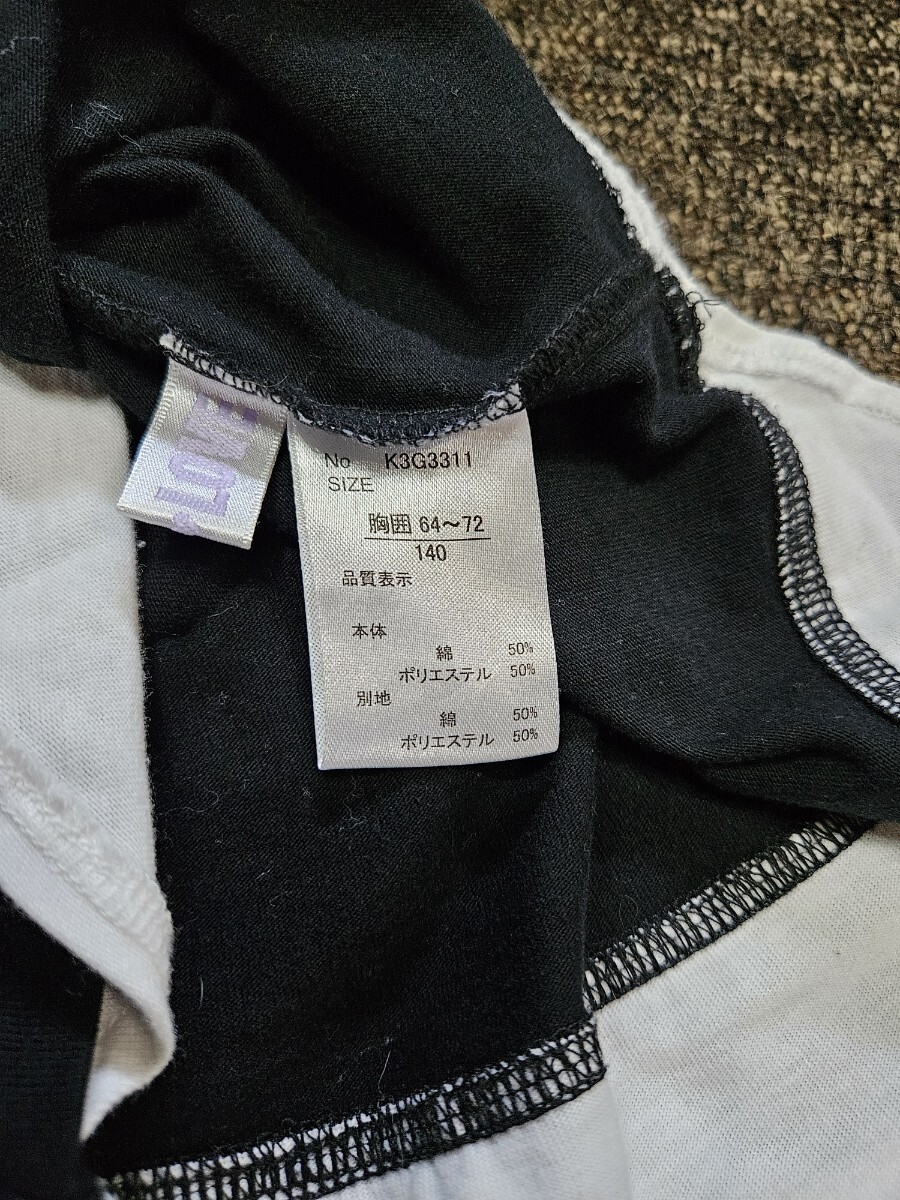 LOVE
No K3G3311
SIZE
胸囲 64～72
140
品質表示
本体
綿 50%
ポリエステル 50%
別地
綿 50%
ポリエステル 50%